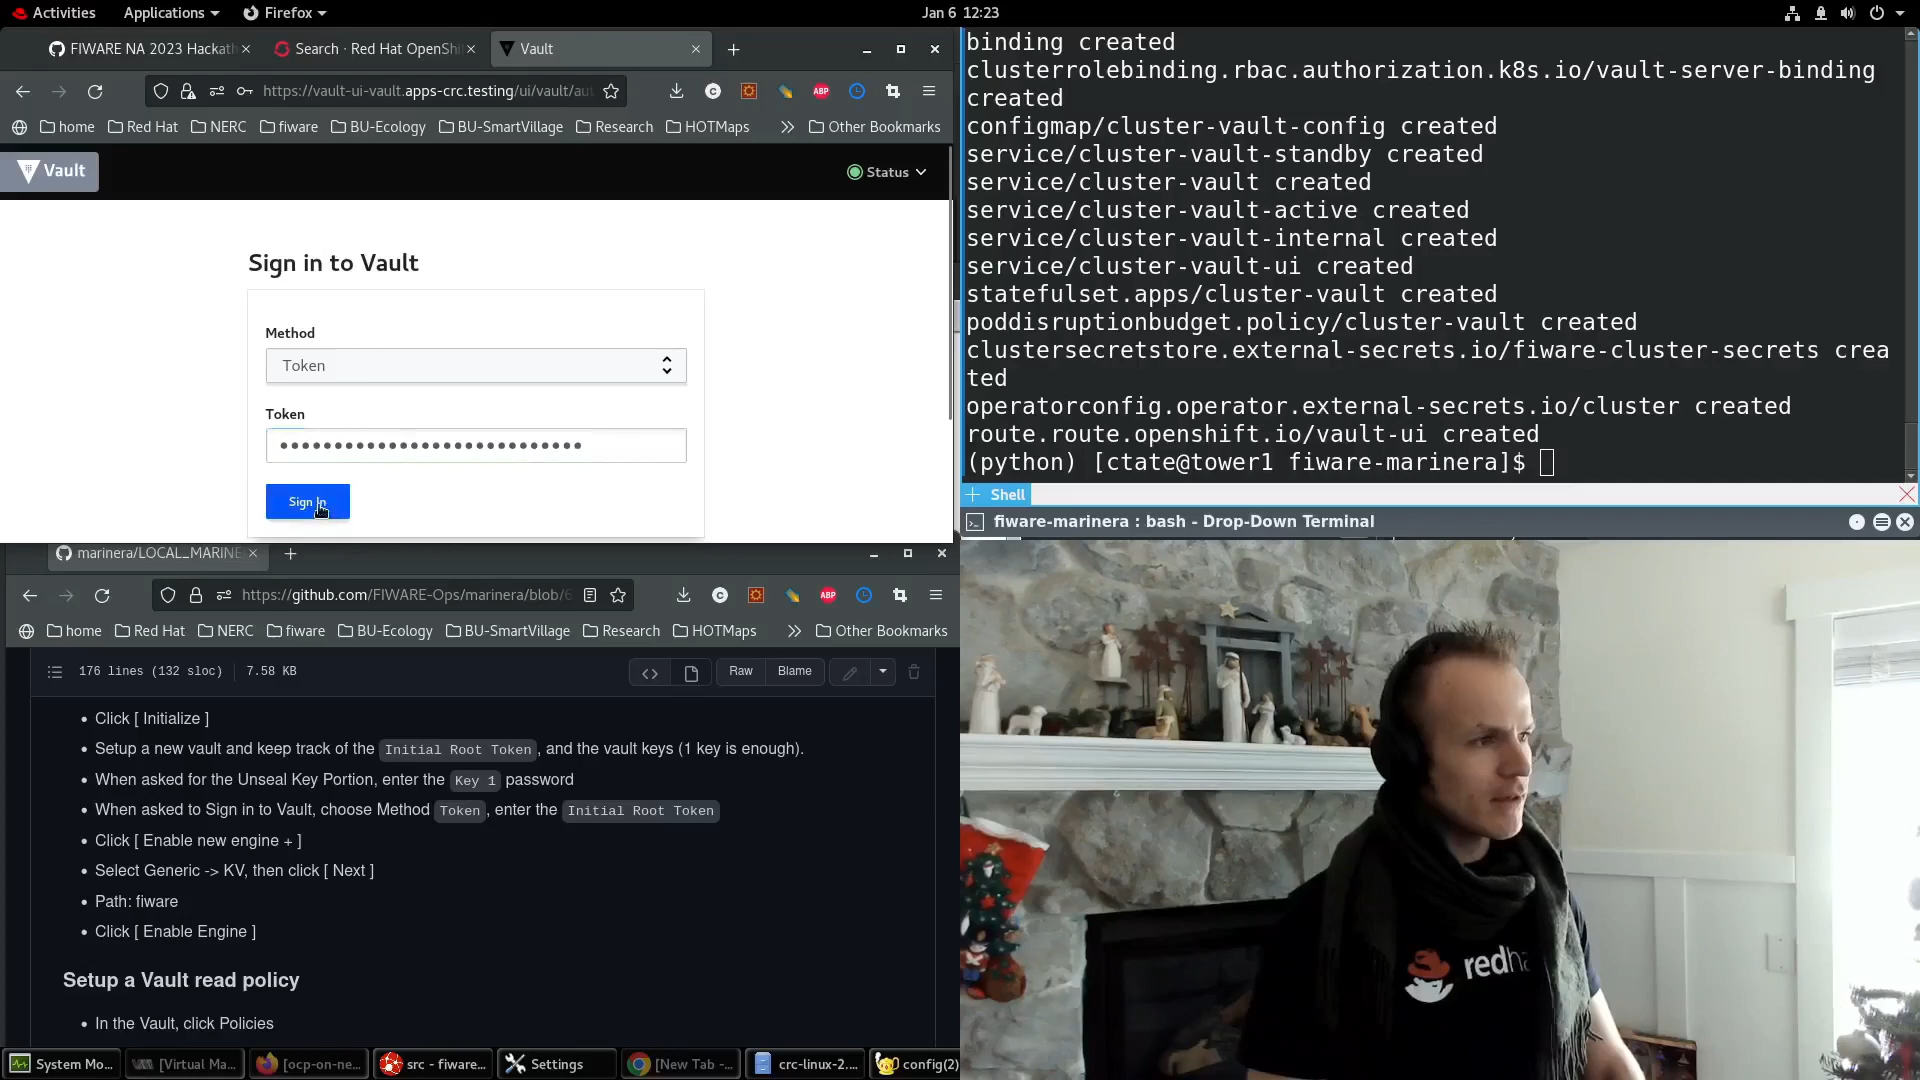 Activities Applications Firefox Jan 6 12:23
FIWARE NA 2023 Hackath Search · Red Hat OpenShi Vault
https://vault-ui-vault.apps-crc.testing/ui/vault/au
home Red Hat NERC fiware BU-Ecology BU-SmartVillage Research HOTMaps Other Bookmarks
Vault Status
Sign in to Vault
Method
Token
Token
Sign In
binding created
clusterrolebinding.rbac.authorization.k8s.io/vault-server-binding
created
configmap/cluster-vault-config created
service/cluster-vault-standby created
service/cluster-vault created
service/cluster-vault-active created
service/cluster-vault-internal created
service/cluster-vault-ui created
statefulset.apps/cluster-vault created
poddisruptionbudget.policy/cluster-vault created
clustersecretstore.external-secrets.io/fiware-cluster-secrets crea
ted
operatorconfig.operator.external-secrets.io/cluster created
route.route.openshift.io/vault-ui created
(python) [ctate@tower1 fiware-marinera]$
Shell
fiware-marinera : bash - Drop-Down Terminal
marinera/LOCAL_MARINE
https://github.com/FIWARE-Ops/marinera/blob/6
home Red Hat NERC fiware BU-Ecology BU-SmartVillage Research HOTMaps Other Bookmarks
176 lines (132 sloc) 7.58 KB Raw Blame
Click [ Initialize ]
Setup a new vault and keep track of the Initial Root Token, and the vault keys (1 key is enough).
When asked for the Unseal Key Portion, enter the Key 1 password
When asked to Sign in to Vault, choose Method Token, enter the Initial Root Token
Click [ Enable new engine + ]
Select Generic -> KV, then click [ Next ]
Path: fiware
Click [ Enable Engine ]
Setup a Vault read policy
In the Vault, click Policies
redha
System Mo... [Virtual Ma... [ocp-on-ne... src - fiware... Settings [New Tab -... crc-linux-2.... config(2)